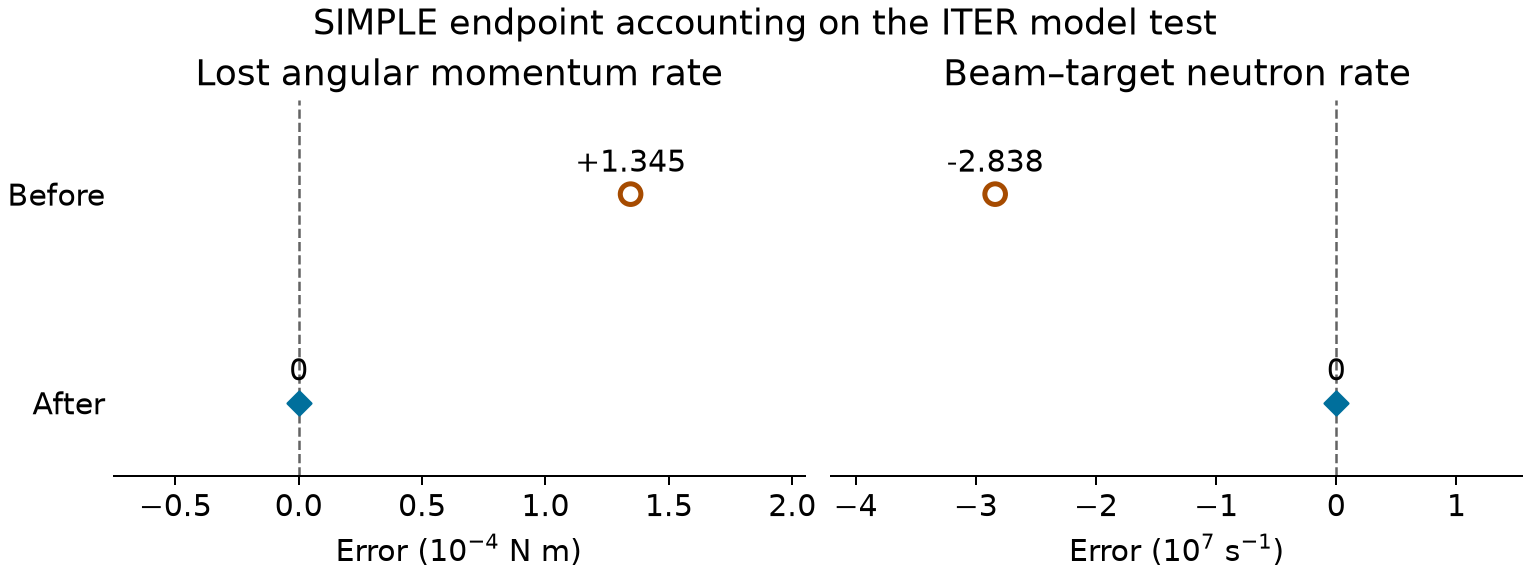 SIMPLE endpoint accounting on the ITER model test
Lost angular momentum rate
Beam–target neutron rate
+1.345
-2.838
Before
0
0
After
−0.5 0.0 0.5 1.0 1.5 2.0
−4 −3 −2 −1 0 1
Error (10⁻⁴ N m)
Error (10⁷ s⁻¹)